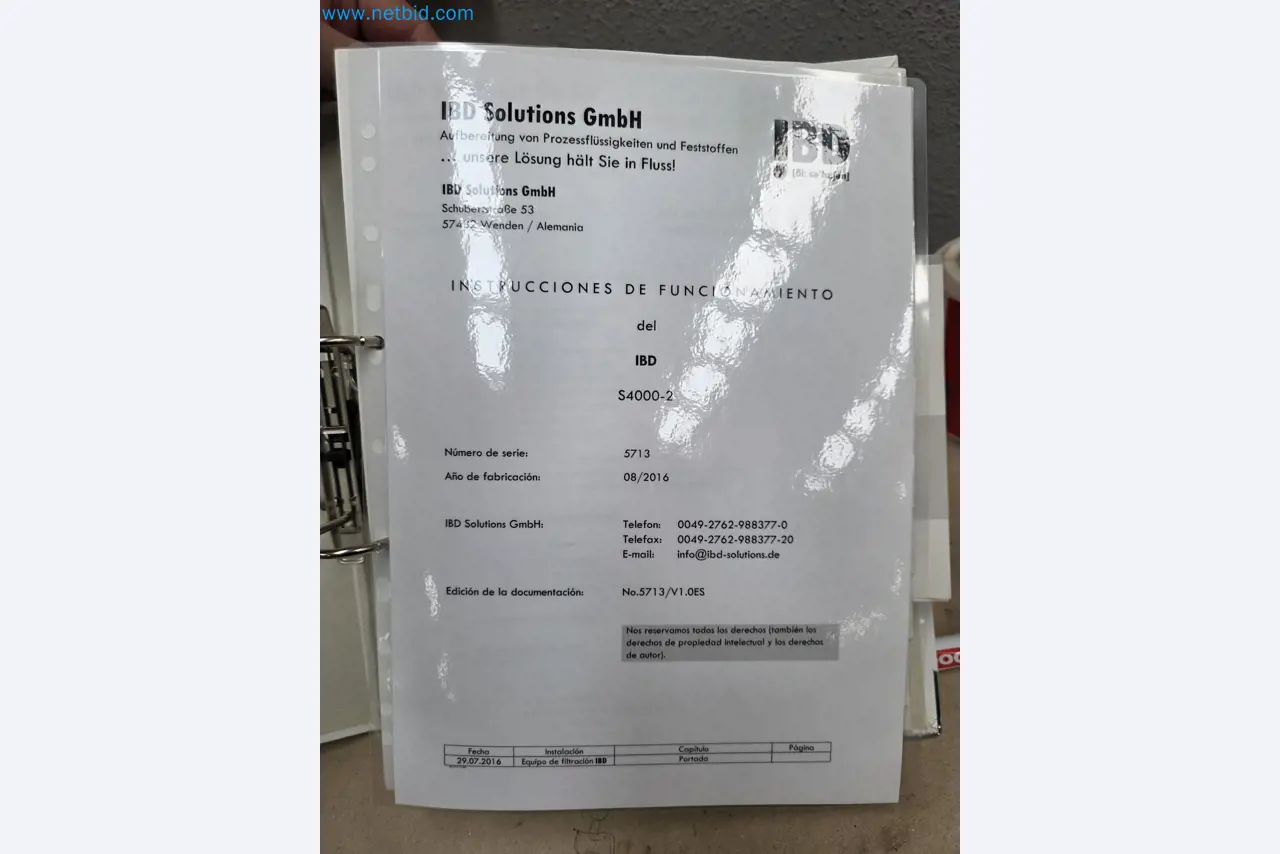 www.netbid.com
IBD Solutions GmbH
Aufbereitung von Prozessflüssigkeiten und Feststoffen
... unsere Lösung hält Sie in Fluss!
IBD
IBD Solutions GmbH
Schubertstraße 53
57482 Wenden / Alemania
INSTRUCCIONES DE FUNCIONAMIENTO
del
IBD
S4000-2
Número de serie: 5713
Año de fabricación: 08/2016
IBD Solutions GmbH: Telefon: 0049-2762-988377-0
Telefax: 0049-2762-988377-20
E-mail: info@ibd-solutions.de
Edición de la documentación: No.5713/V1.0ES
Nos reservamos todos los derechos (también los
derechos de propiedad intelectual y los derechos
de autor).
Fecha Instalación Capítulo Página
29.07.2016 Equipo de filtración IBD Portada